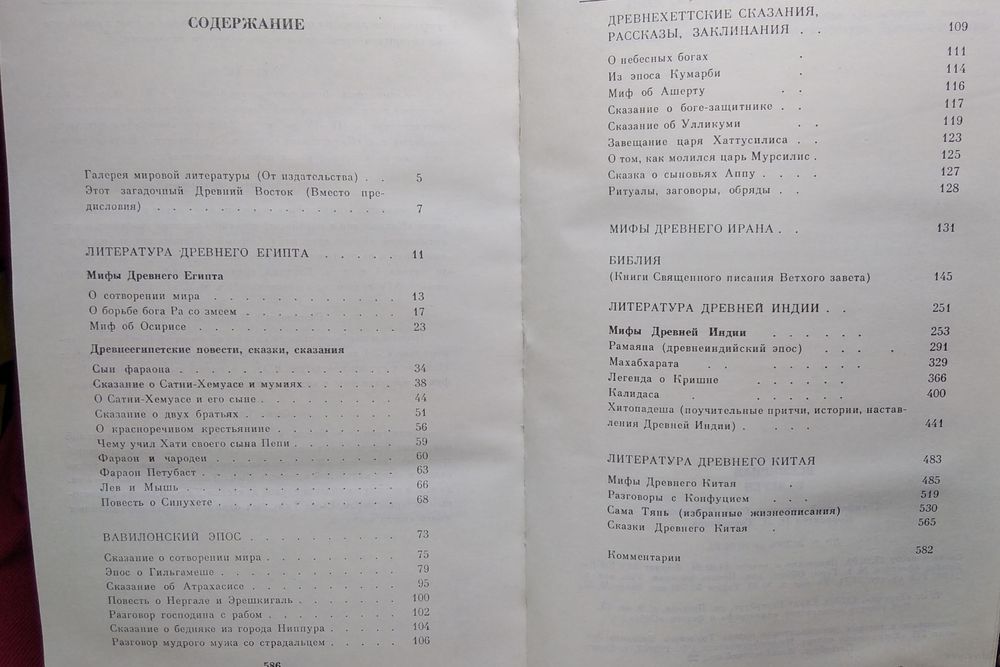 СОДЕРЖАНИЕ
Галерея мировой литературы (От издательства) . . 5
Этот загадочный Древний Восток (Вместо пре-
дисловия) . . . . . . . . . . . . . . . 7
ЛИТЕРАТУРА ДРЕВНЕГО ЕГИПТА . . . . . 11
Мифы Древнего Египта
О сотворении мира . . . . . . . . . . . . 13
О борьбе бога Ра со змеем . . . . . . . . . . 17
Миф об Осирисе . . . . . . . . . . . . . 23
Древнеегипетские повести, сказки, сказания
Сын фараона . . . . . . . . . . . . . . 34
Сказание о Сатни-Хемуасе и мумиях . . . . . . 38
О Сатни-Хемуасе и его сыне . . . . . . . . . 44
Сказание о двух братьях . . . . . . . . . . 51
О красноречивом крестьянине . . . . . . . . 56
Чему учил Хати своего сына Пепи . . . . . . . 59
Фараон и чародеи . . . . . . . . . . . . 60
Фараон Петубаст . . . . . . . . . . . . . 63
Лев и Мышь . . . . . . . . . . . . . . 66
Повесть о Синухете . . . . . . . . . . . . 68
ВАВИЛОНСКИЙ ЭПОС . . . . . . . . . . 73
Сказание о сотворении мира . . . . . . . . . 75
Эпос о Гильгамеше . . . . . . . . . . . . 79
Сказание об Атрахасисе . . . . . . . . . . 95
Повесть о Нергале и Эрешкигаль . . . . . . . 100
Разговор господина с рабом . . . . . . . . . 102
Сказание о бедняке из города Ниппура . . . . . 104
Разговор мудрого мужа со страдальцем . . . . . 106
586
ДРЕВНЕХЕТТСКИЕ СКАЗАНИЯ,
РАССКАЗЫ, ЗАКЛИНАНИЯ . . 109
О небесных богах . 111
Из эпоса Кумарби . 114
Миф об Ашерту . . 116
Сказание о боге-защитнике . . 117
Сказание об Улликуми . . 119
Завещание царя Хаттусилиса . . 123
О том, как молился царь Мурсилис . 125
Сказка о сыновьях Аппу . . . . 127
Ритуалы, заговоры, обряды . . 128
МИФЫ ДРЕВНЕГО ИРАНА . . 131
БИБЛИЯ
(Книги Священного писания Ветхого завета) 145
ЛИТЕРАТУРА ДРЕВНЕЙ ИНДИИ . . 251
Мифы Древней Индии . . . . . . 253
Рамаяна (древнеиндийский эпос) . . . . 291
Махабхарата . . . . . . . 329
Легенда о Кришне . . . . . . 366
Калидаса . . . . . . . 400
Хитопадеша (поучительные притчи, истории, настав-
ления Древней Индии) . . . . 441
ЛИТЕРАТУРА ДРЕВНЕГО КИТАЯ 483
Мифы Древнего Китая . 485
Разговоры с Конфуцием . . . 519
Сама Тянь (избранные жизнеописания) 530
Сказки Древнего Китая . 565
Комментарии 582